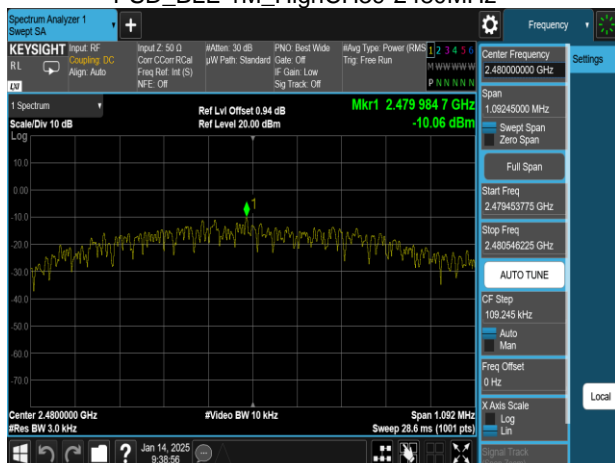 Spectrum Analyzer 1
Swept SA
+
Frequency
KEYSIGHT
RL
LXI
Input: RF
Coupling: DC
Align: Auto
Input Z: 50 Ω
Corr CCorr RCal
Freq Ref: Int (S)
NFE: Off
#Atten: 30 dB
µW Path: Standard
PNO: Best Wide
Gate: Off
IF Gain: Low
Sig Track: Off
#Avg Type: Power (RMS
Trig: Free Run
1 2 3 4 5 6
M W W W W W
P N N N N N
1 Spectrum
Scale/Div 10 dB
Log
Ref Lvl Offset 0.94 dB
Ref Level 20.00 dBm
Mkr1 2.479 984 7 GHz
-10.06 dBm
10.0
0.00
-10.0
-20.0
-30.0
-40.0
-50.0
-60.0
-70.0
1
Center 2.4800000 GHz
#Res BW 3.0 kHz
#Video BW 10 kHz
Span 1.092 MHz
Sweep 28.6 ms (1001 pts)
Center Frequency
2.480000000 GHz
Span
1.09245000 MHz
Swept Span
Zero Span
Full Span
Start Freq
2.479453775 GHz
Stop Freq
2.480546225 GHz
AUTO TUNE
CF Step
109.245 kHz
Auto
Man
Freq Offset
0 Hz
X Axis Scale
Log
Lin
Signal Track
Settings
Local
?
Jan 14, 2025
9:38:56